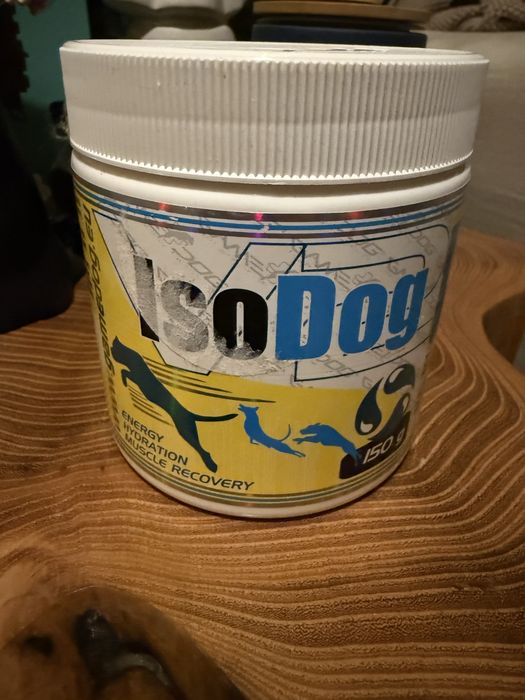 IsoDog
ENERGY
HYDRATION
MUSCLE RECOVERY
150 g